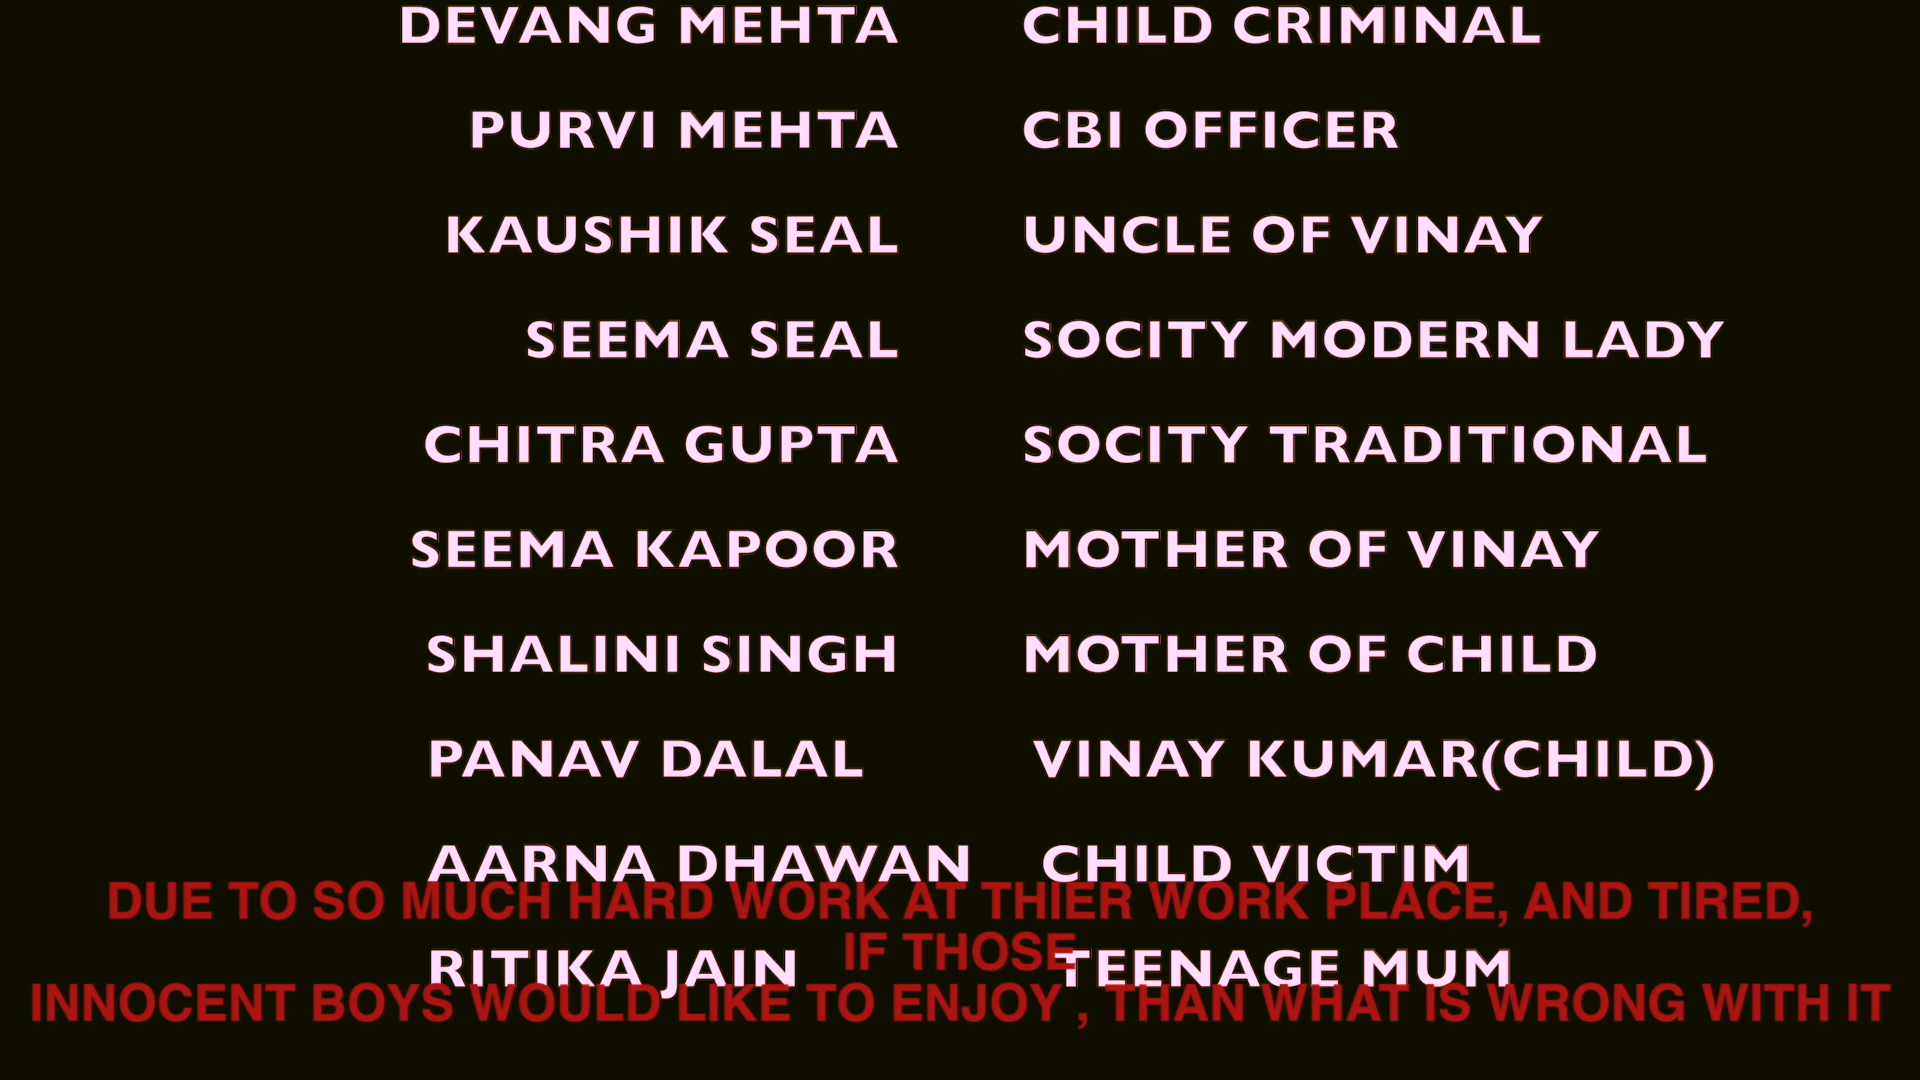 DEVANG MEHTA CHILD CRIMINAL
PURVI MEHTA CBI OFFICER
KAUSHIK SEAL UNCLE OF VINAY
SEEMA SEAL SOCITY MODERN LADY
CHITRA GUPTA SOCITY TRADITIONAL
SEEMA KAPOOR MOTHER OF VINAY
SHALINI SINGH MOTHER OF CHILD
PANAV DALAL VINAY KUMAR(CHILD)
AARNA DHAWAN CHILD VICTIM
DUE TO SO MUCH HARD WORK AT THIER WORK PLACE, AND TIRED,
IF THOSE
RITIKA JAIN TEENAGE MUM
INNOCENT BOYS WOULD LIKE TO ENJOY , THAN WHAT IS WRONG WITH IT